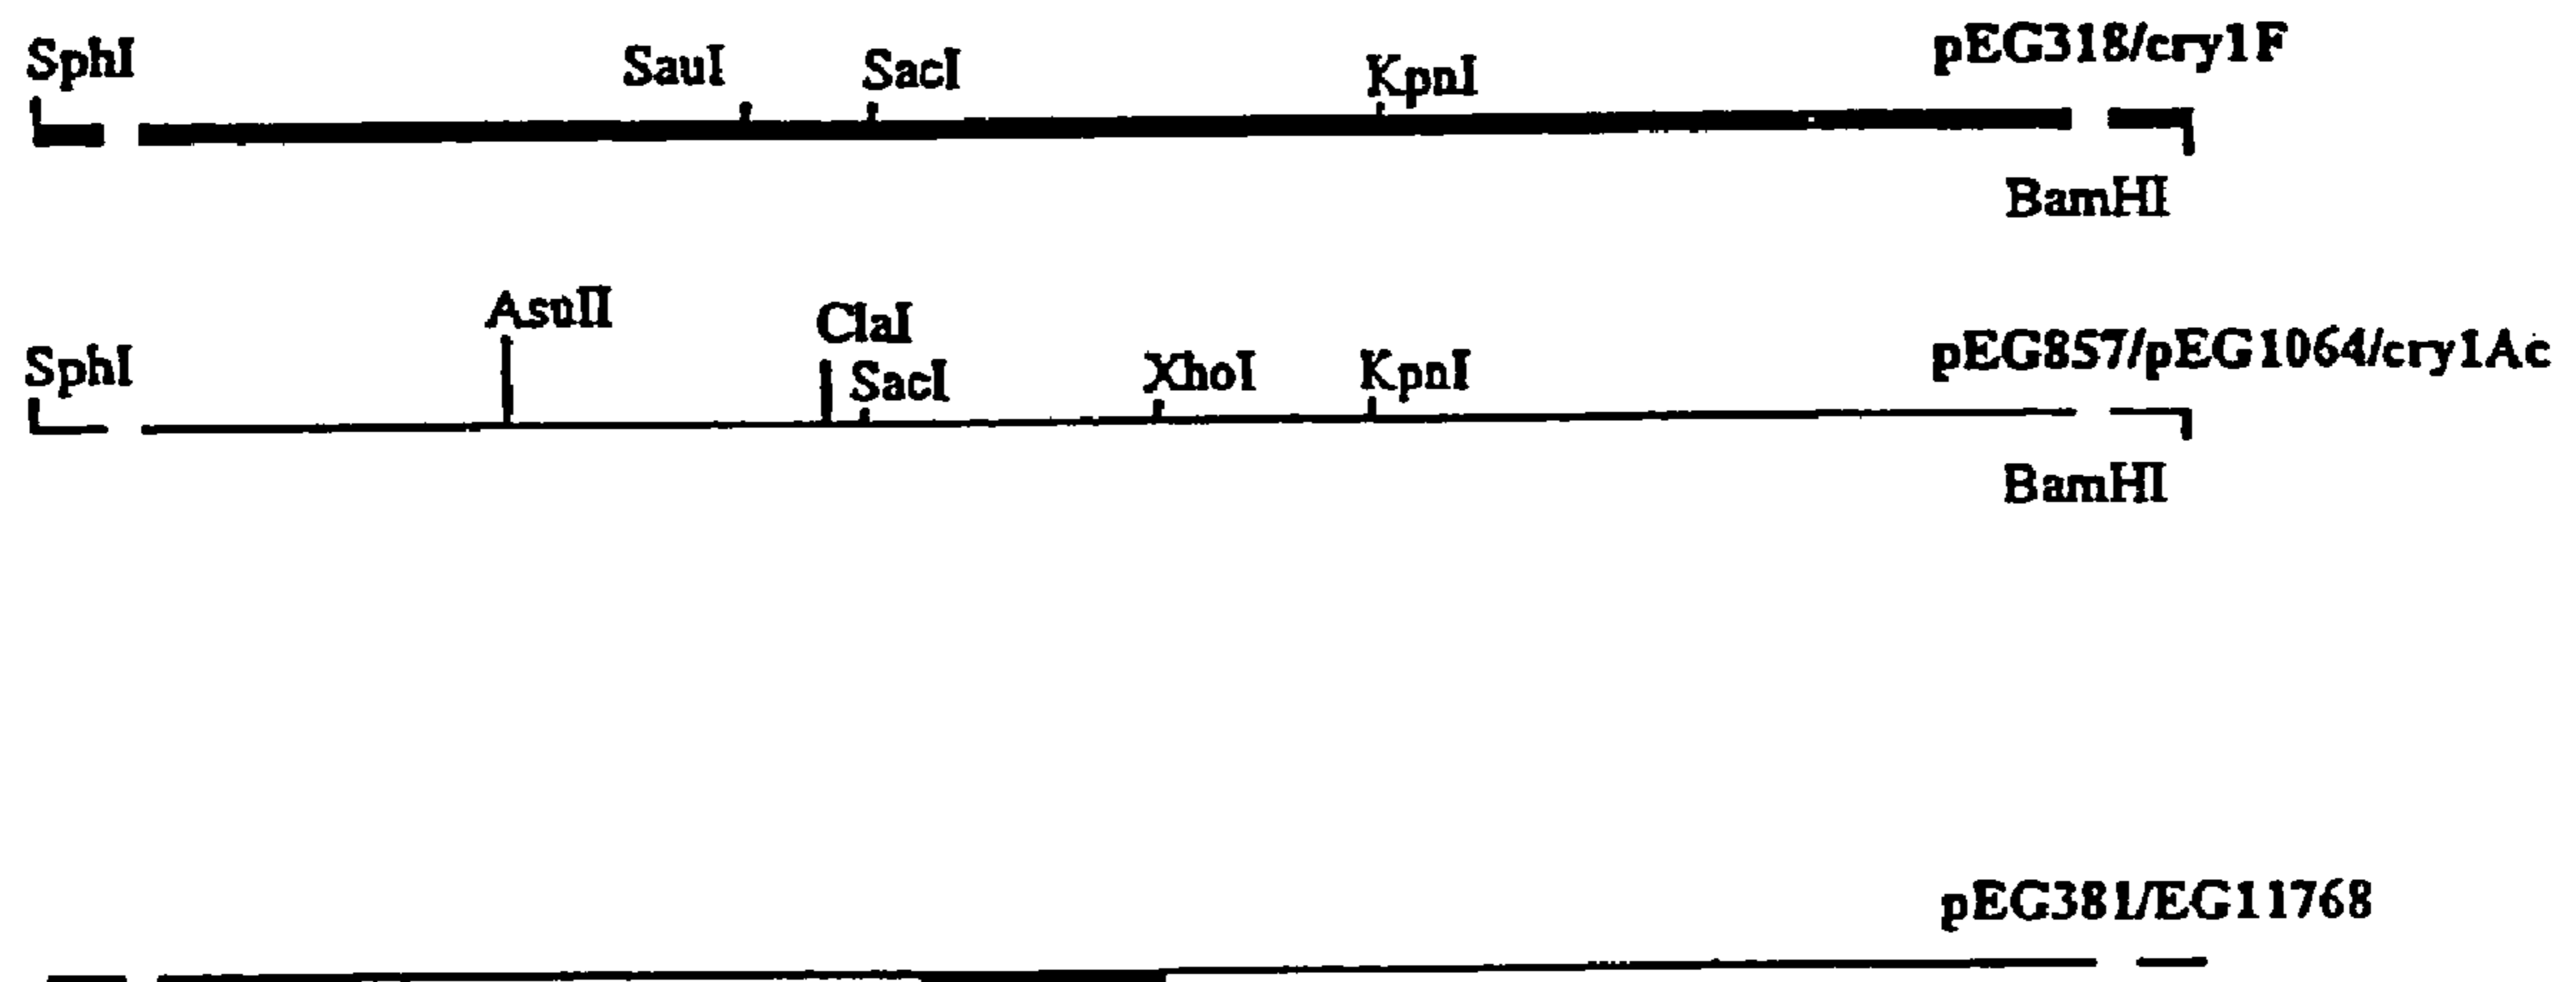 SphI SauI SacI KpnI pEG318/cry1F
BamHI
SphI AsuII ClaI SacI XhoI KpnI pEG857/pEG1064/cry1Ac
BamHI
pEG381/EG11768